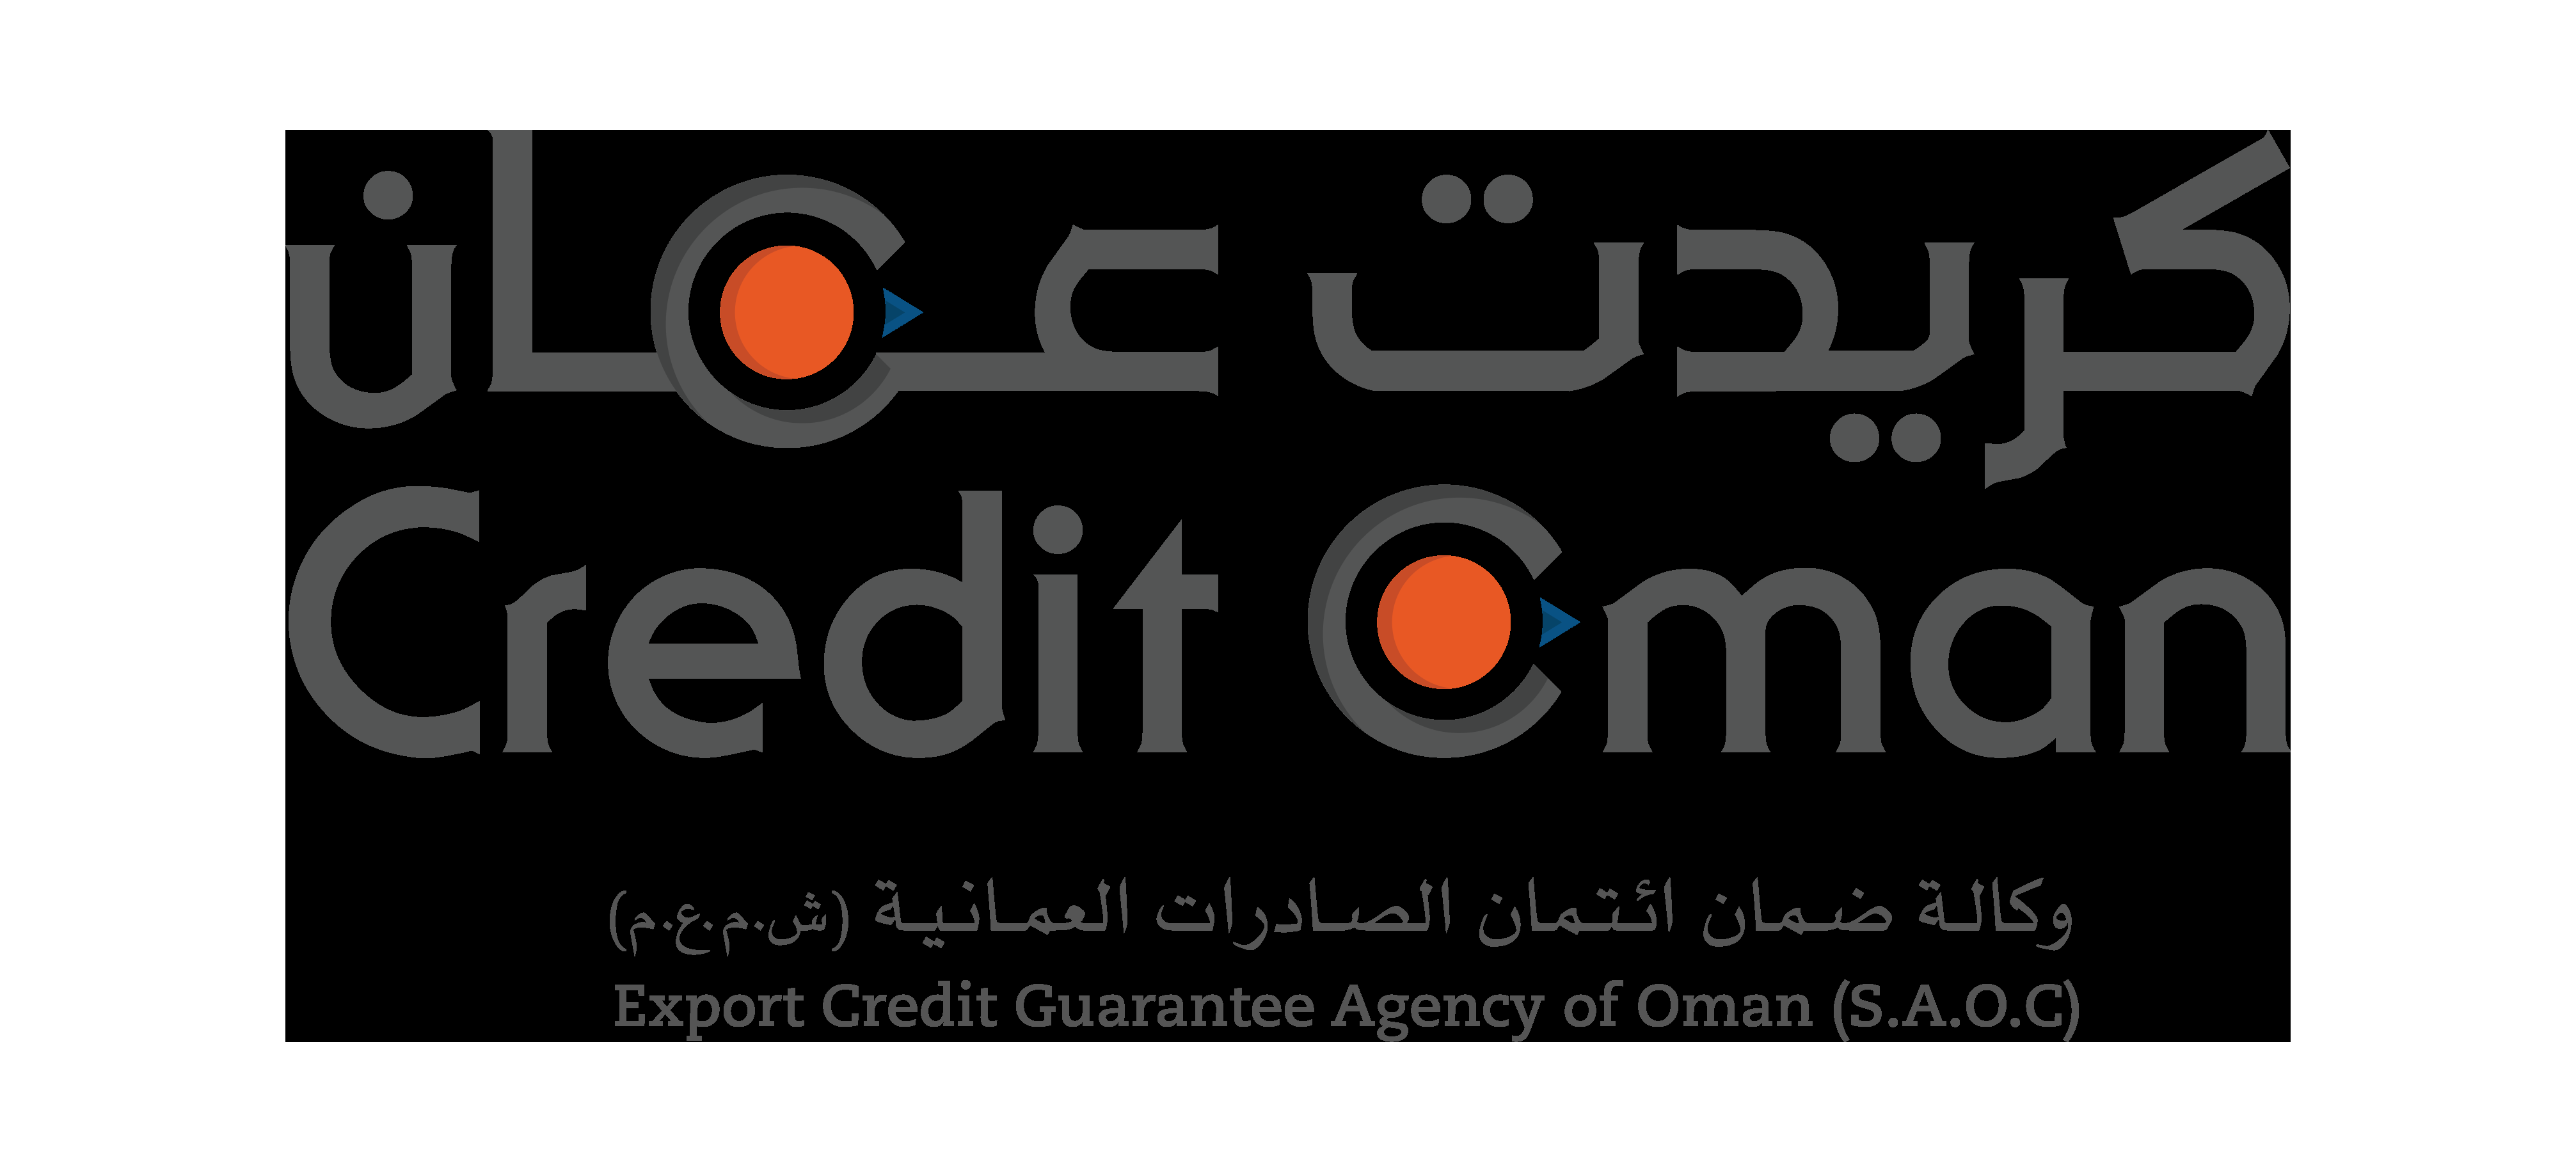 كريدت عمان
Credit Oman
وكالة ضمان ائتمان الصادرات العمانية (ش.م.ع.م)
Export Credit Guarantee Agency of Oman (S.A.O.C)